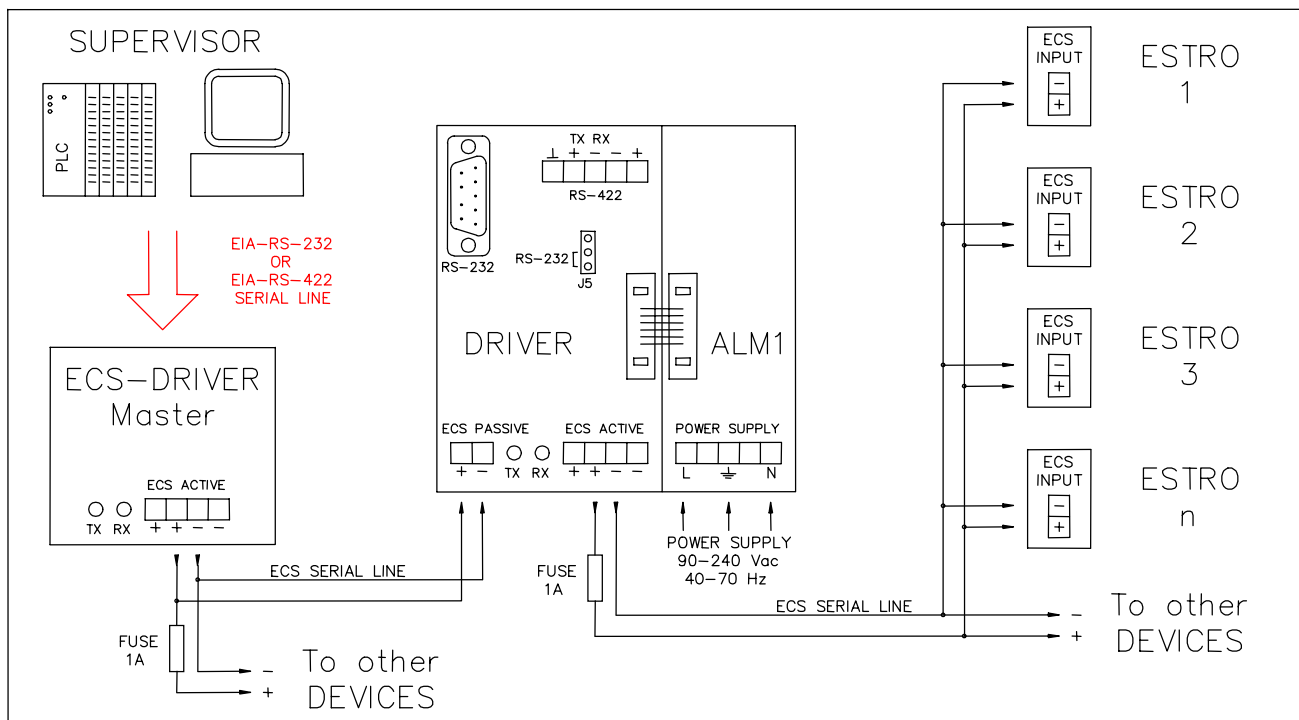 SUPERVISOR
PLC
EIA-RS-232
OR
EIA-RS-422
SERIAL LINE
ECS-DRIVER
Master
ECS ACTIVE
TX RX
+ + - -
ECS SERIAL LINE
FUSE
1A
-
+
To other
DEVICES
TX RX
⊥ + - - +
RS-422
RS-232
RS-232
J5
DRIVER
ALM1
ECS PASSIVE
+ -
TX RX
ECS ACTIVE
+ + - -
POWER SUPPLY
L ⏚ N
POWER SUPPLY
90-240 Vac
40-70 Hz
FUSE
1A
ECS SERIAL LINE
-
+
To other
DEVICES
ECS
INPUT
-
+
ESTRO
1
ECS
INPUT
-
+
ESTRO
2
ECS
INPUT
-
+
ESTRO
3
ECS
INPUT
-
+
ESTRO
n